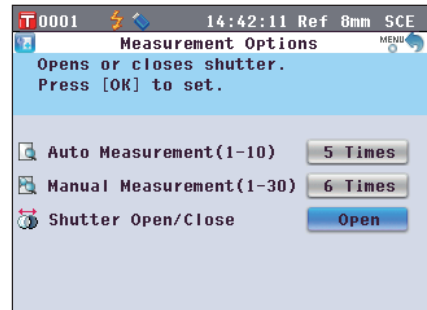 T 0001 14:42:11 Ref 8mm SCE
Measurement Options MENU
Opens or closes shutter.
Press [OK] to set.
Auto Measurement(1-10) 5 Times
Manual Measurement(1-30) 6 Times
Shutter Open/Close Open